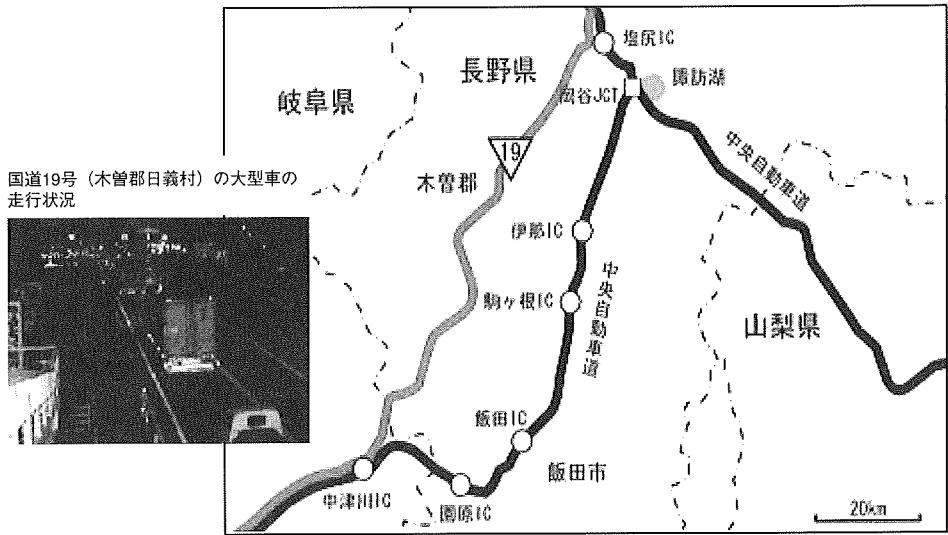 国道19号（木曽郡日義村）の大型車の
走行状況
岐阜県
長野県
塩尻IC
岡谷JCT
諏訪湖
中央自動車道
19
木曽郡
伊那IC
駒ヶ根IC
中央自動車道
山梨県
飯田IC
飯田市
中津川IC
園原IC
20km